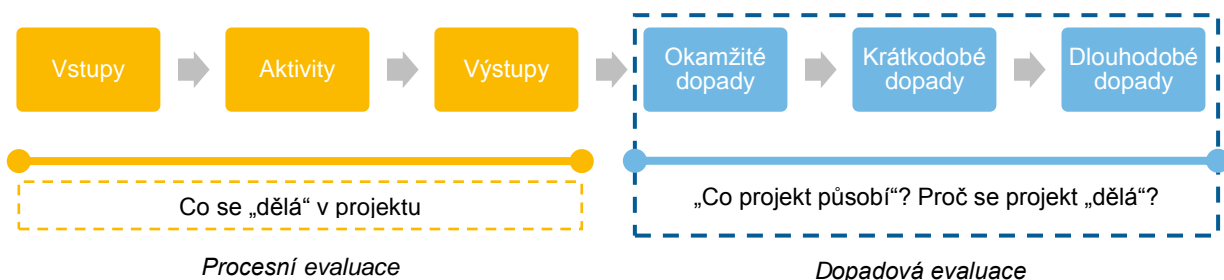 Vstupy
Aktivity
Výstupy
Okamžité
dopady
Krátkodobé
dopady
Dlouhodobé
dopady
Co se „dělá“ v projektu
„Co projekt působí“? Proč se projekt „dělá“?
Procesní evaluace
Dopadová evaluace